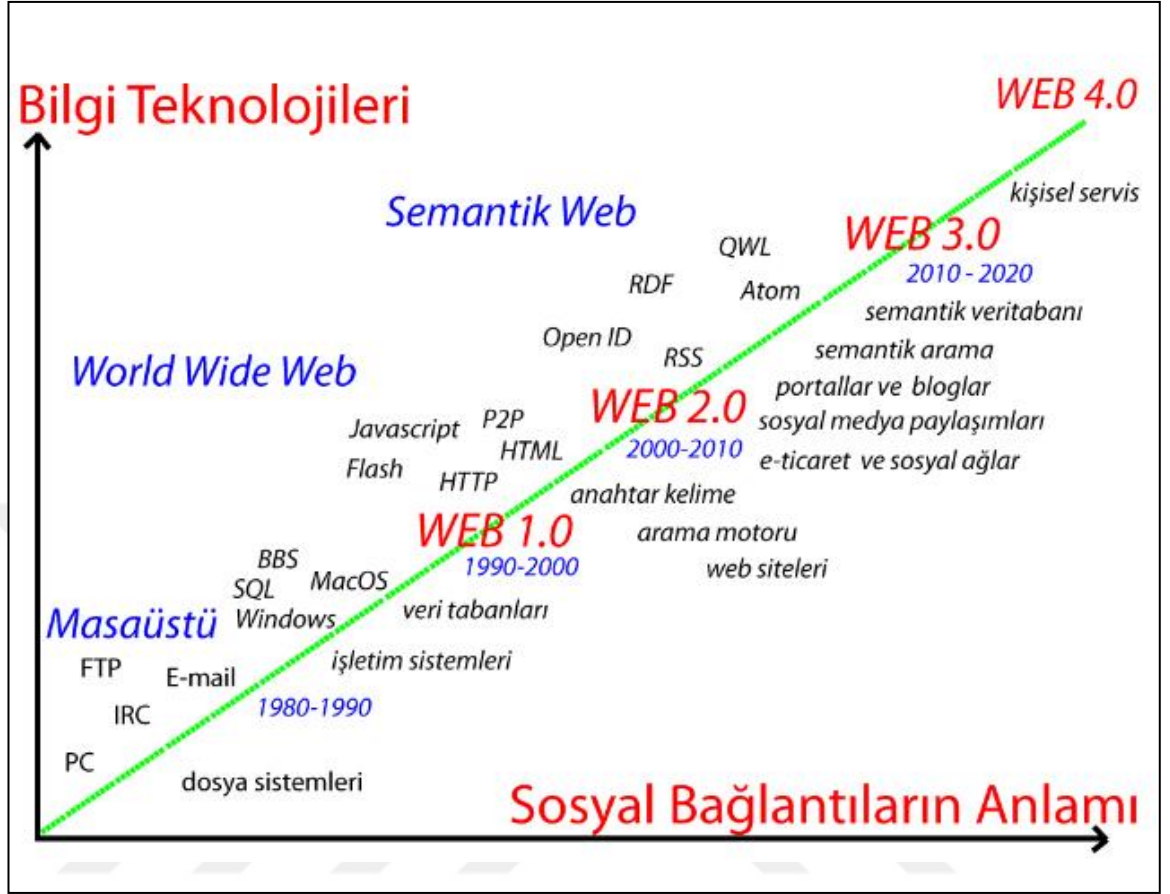 Bilgi Teknolojileri
WEB 4.0
kişisel servis
Semantik Web
QWL
WEB 3.0
2010 - 2020
RDF
Atom
semantik veritabanı
Open ID
RSS
semantik arama
World Wide Web
portallar ve bloglar
WEB 2.0
sosyal medya paylaşımları
2000-2010
e-ticaret ve sosyal ağlar
Javascript
P2P
HTML
Flash
HTTP
anahtar kelime
WEB 1.0
arama motoru
1990-2000
web siteleri
BBS
SQL
MacOS
Windows
veri tabanları
Masaüstü
işletim sistemleri
FTP
E-mail
1980-1990
IRC
PC
dosya sistemleri
Sosyal Bağlantıların Anlamı